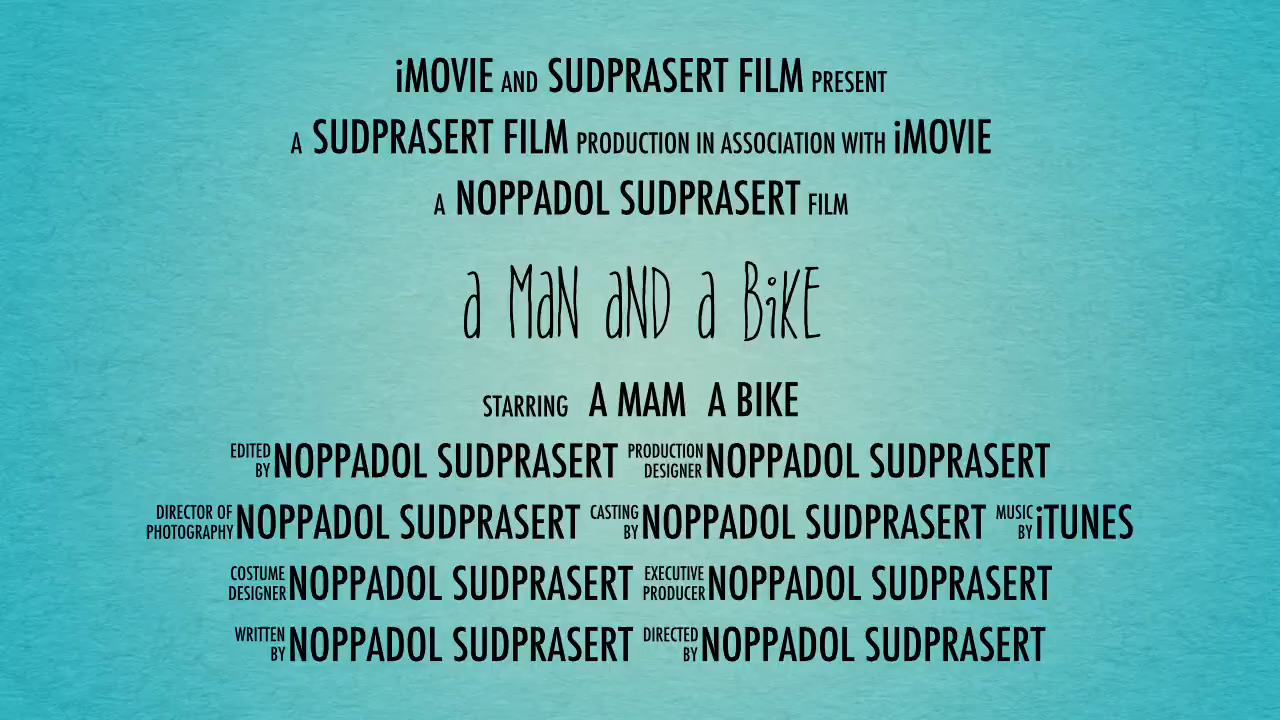 iMOVIE AND SUDPRASERT FILM PRESENT
A SUDPRASERT FILM PRODUCTION IN ASSOCIATION WITH iMOVIE
A NOPPADOL SUDPRASERT FILM
a MaN aND a BiKE
STARRING A MAM A BIKE
EDITED BY NOPPADOL SUDPRASERT PRODUCTION DESIGNER NOPPADOL SUDPRASERT
DIRECTOR OF PHOTOGRAPHY NOPPADOL SUDPRASERT CASTING BY NOPPADOL SUDPRASERT MUSIC BY iTUNES
COSTUME DESIGNER NOPPADOL SUDPRASERT EXECUTIVE PRODUCER NOPPADOL SUDPRASERT
WRITTEN BY NOPPADOL SUDPRASERT DIRECTED BY NOPPADOL SUDPRASERT